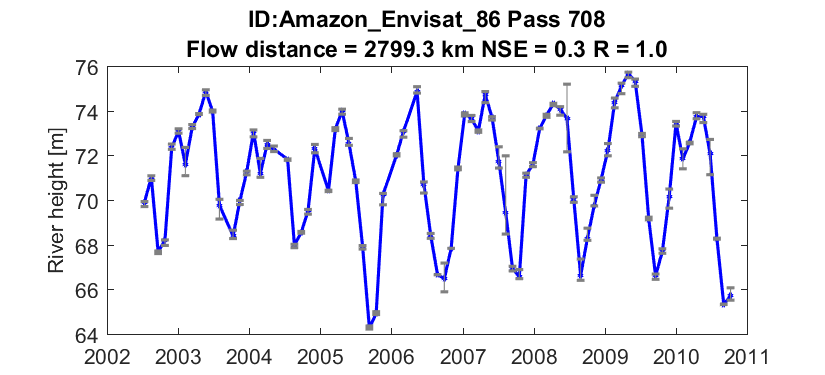 ID:Amazon_Envisat_86 Pass 708
Flow distance = 2799.3 km NSE = 0.3 R = 1.0
River height [m]
76
74
72
70
68
66
64
2002 2003 2004 2005 2006 2007 2008 2009 2010 2011